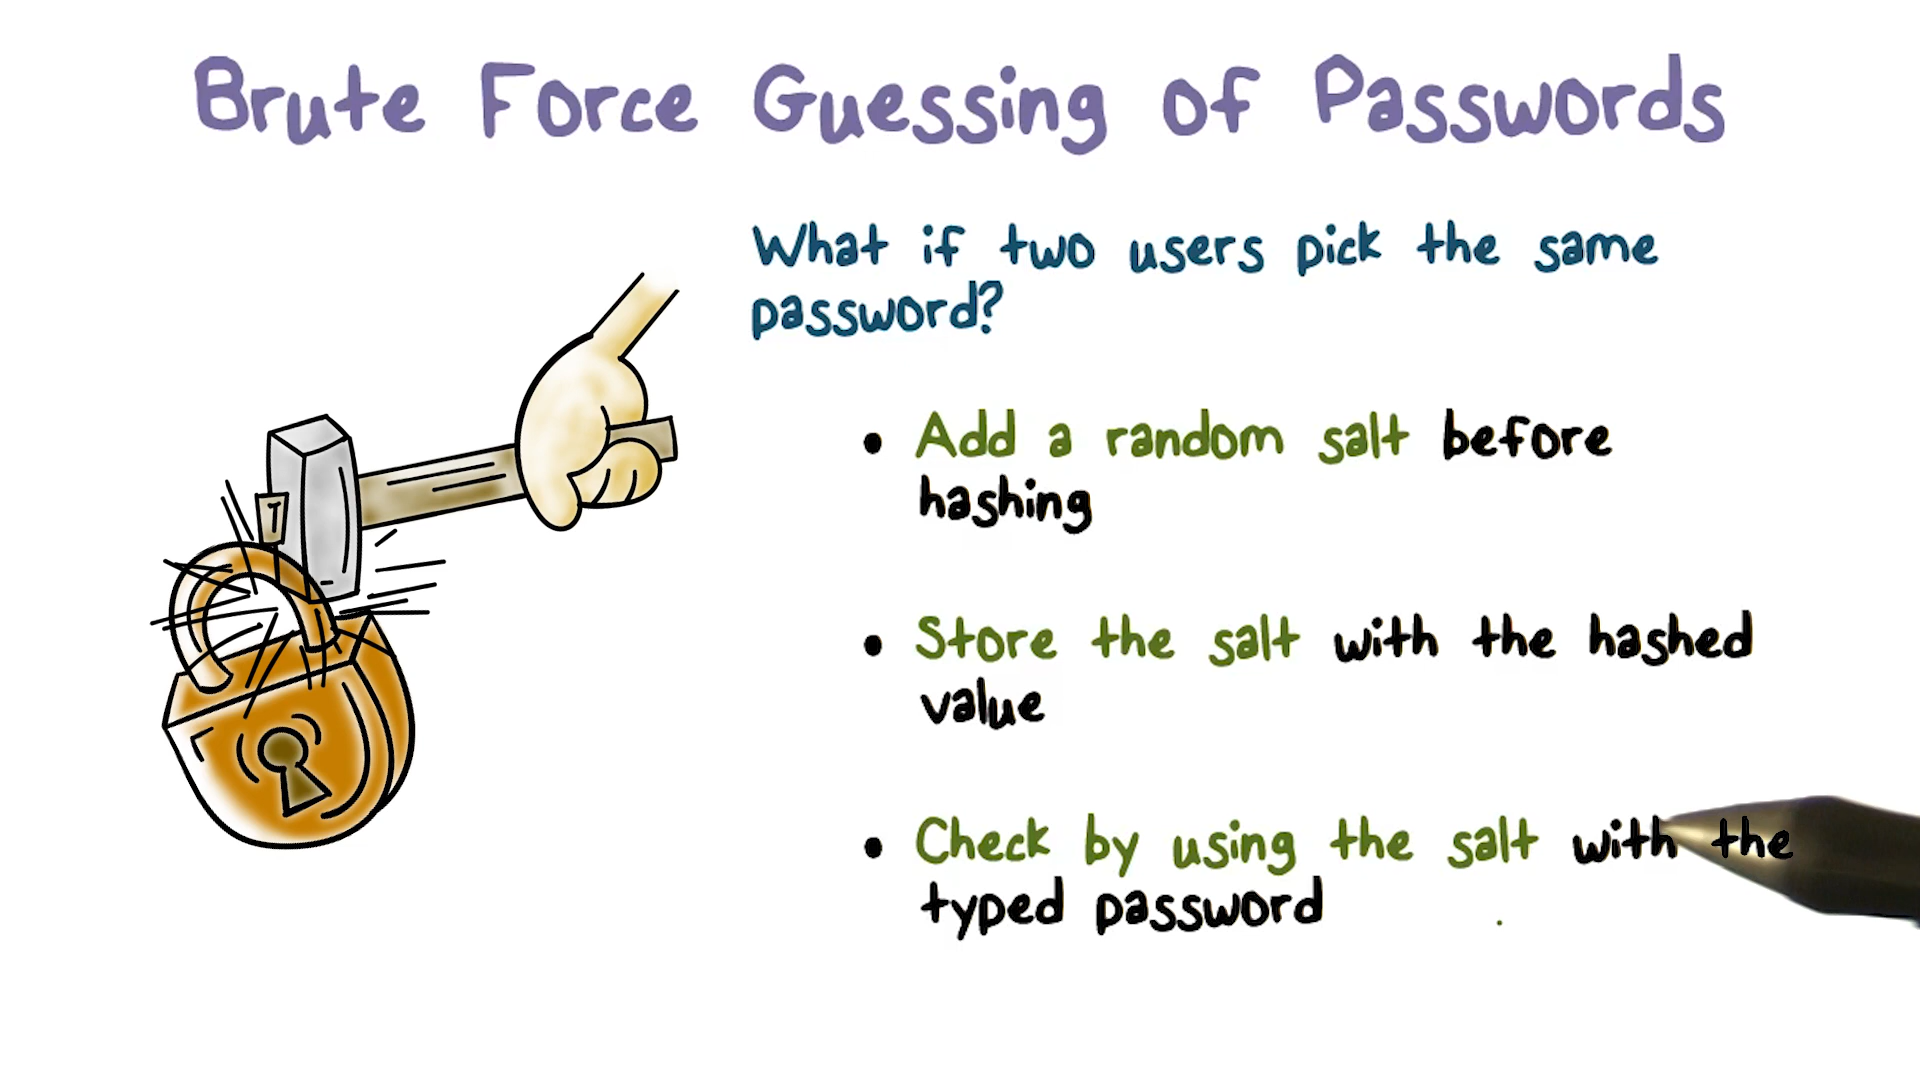 Brute Force Guessing of Passwords
What if two users pick the same
password?
• Add a random salt before
hashing
• Store the salt with the hashed
value
• Check by using the salt with the
typed password